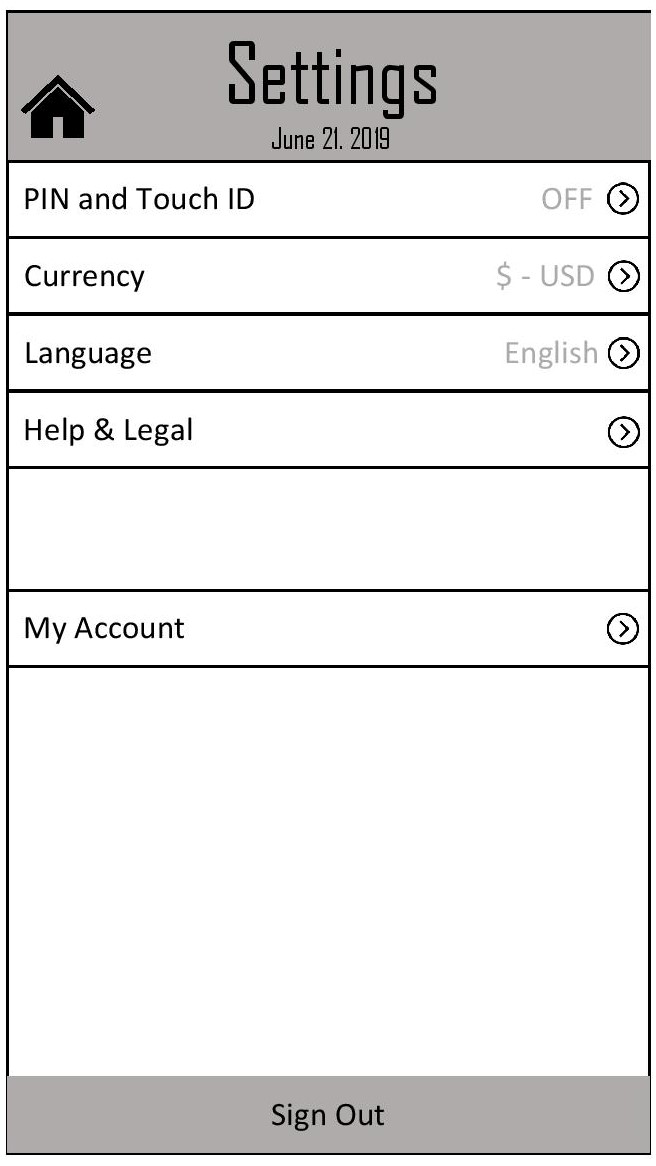 Settings
June 21. 2019
PIN and Touch ID OFF
Currency $ - USD
Language English
Help & Legal
My Account
Sign Out